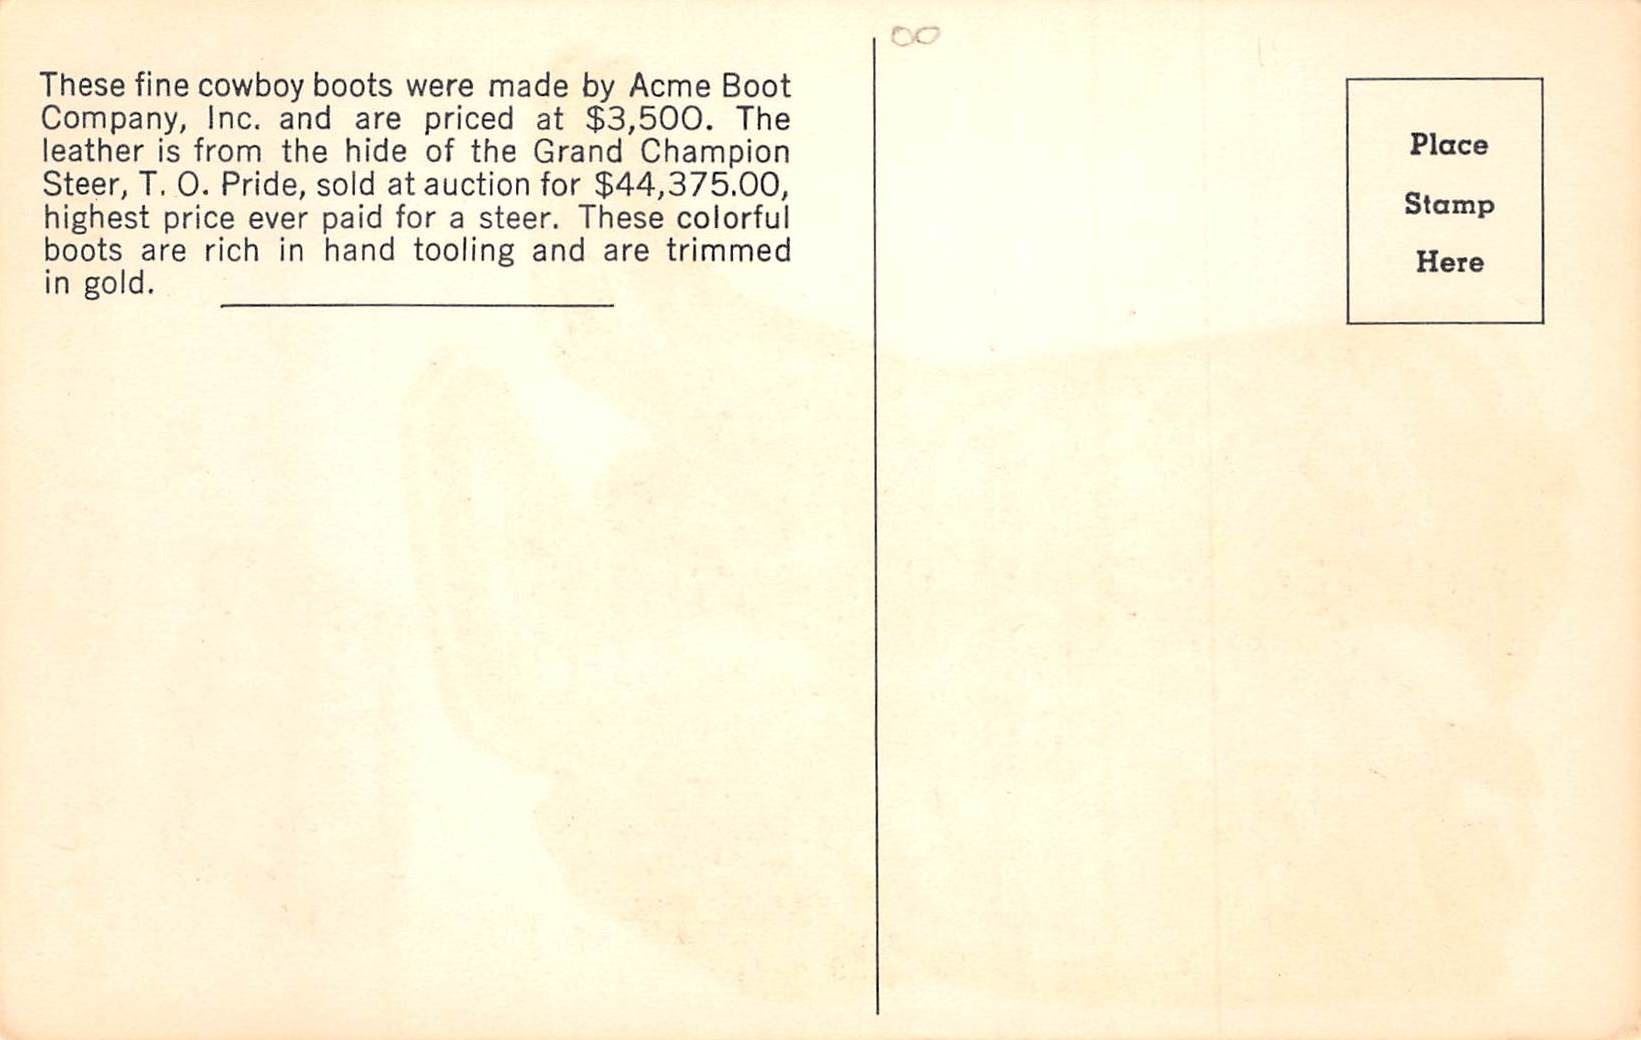 These fine cowboy boots were made by Acme Boot
Company, Inc. and are priced at $3,500. The
leather is from the hide of the Grand Champion
Steer, T. O. Pride, sold at auction for $44,375.00,
highest price ever paid for a steer. These colorful
boots are rich in hand tooling and are trimmed
in gold.
00
Place
Stamp
Here